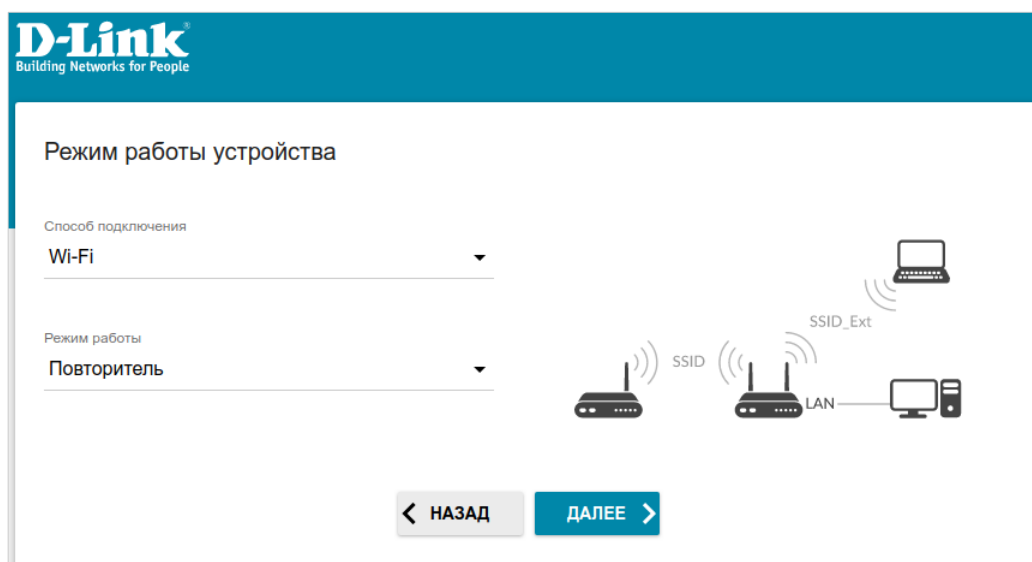 D-Link®
Building Networks for People
Режим работы устройства
Способ подключения
Wi-Fi
Режим работы
Повторитель
SSID
SSID_Ext
LAN
НАЗАД
ДАЛЕЕ